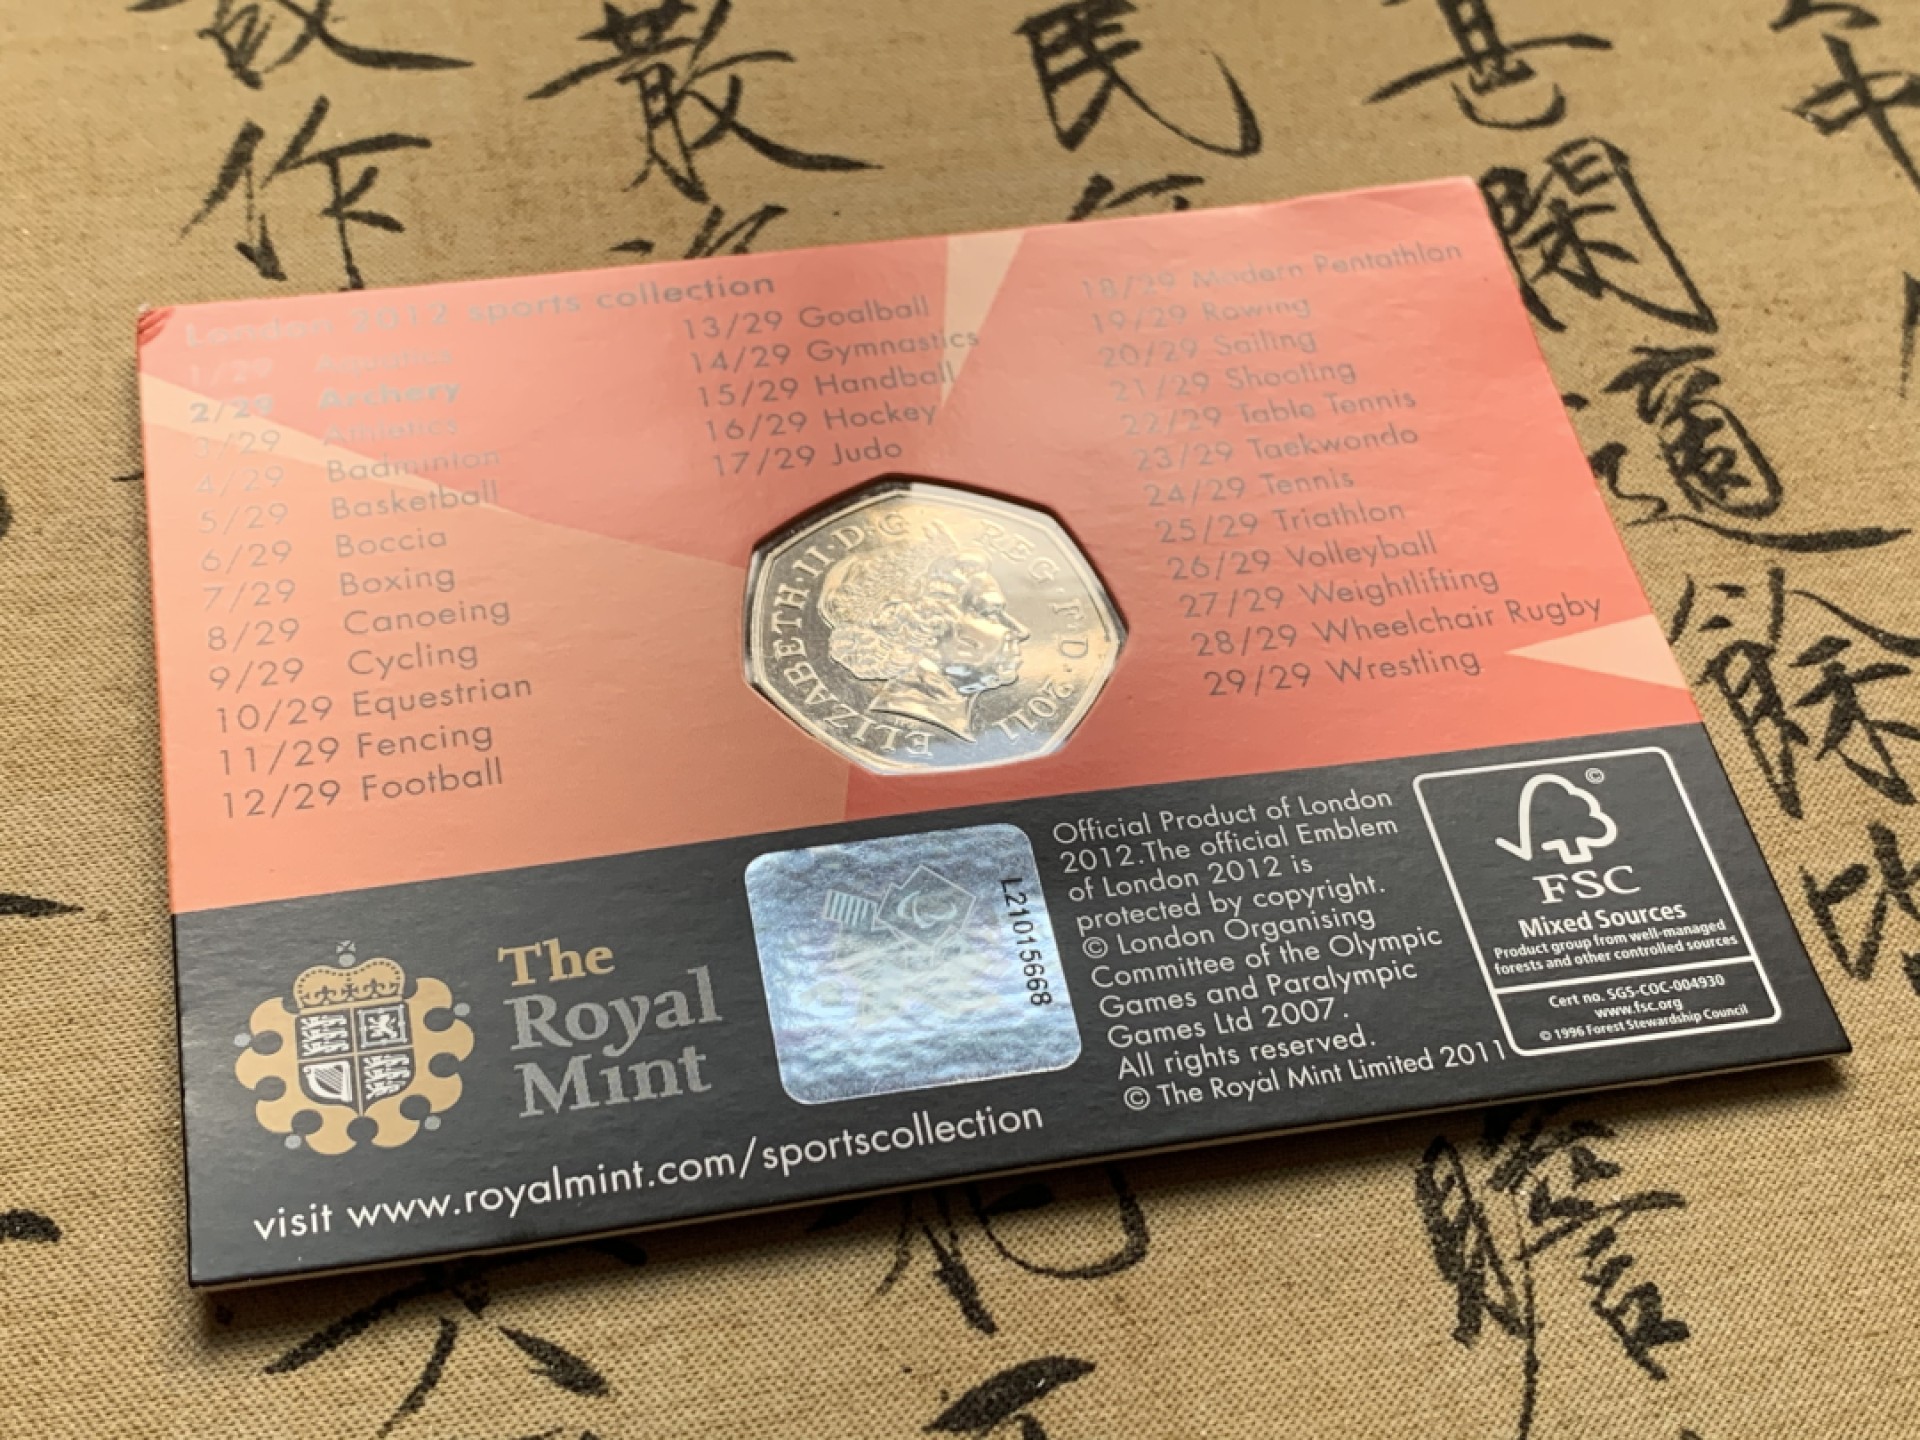 London 2012 sports collection
1/29 Aquatics
2/29 Archery
3/29 Athletics
4/29 Badminton
5/29 Basketball
6/29 Boccia
7/29 Boxing
8/29 Canoeing
9/29 Cycling
10/29 Equestrian
11/29 Fencing
12/29 Football
13/29 Goalball
14/29 Gymnastics
15/29 Handball
16/29 Hockey
17/29 Judo
18/29 Modern Pentathlon
19/29 Rowing
20/29 Sailing
21/29 Shooting
22/29 Table Tennis
23/29 Taekwondo
24/29 Tennis
25/29 Triathlon
26/29 Volleyball
27/29 Weightlifting
28/29 Wheelchair Rugby
29/29 Wrestling
ELIZABETH·II·D·G REG·F·D·2011
The
Royal
Mint
visit www.royalmint.com/sportscollection
L21015668
Official Product of London
2012.The official Emblem
of London 2012 is
protected by copyright.
© London Organising
Committee of the Olympic
Games and Paralympic
Games Ltd 2007.
All rights reserved.
© The Royal Mint Limited 2011
©
FSC
Mixed Sources
Product group from well-managed
forests and other controlled sources
Cert no. SGS-COC-004930
www.fsc.org
© 1996 Forest Stewardship Council
作
散
民
甚
閑
適
除